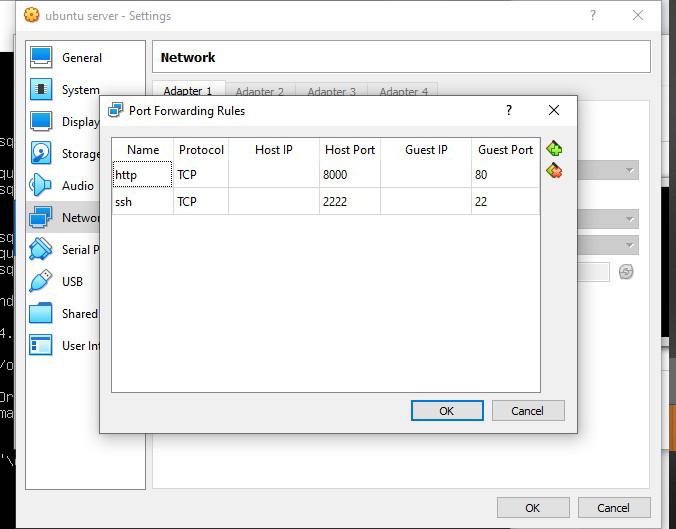 ubuntu server - Settings
General
System
Display
Storage
Audio
Networ
Serial P
USB
Shared
User Int
Network
Adapter 1 Adapter 2 Adapter 3 Adapter 4
Port Forwarding Rules
Name Protocol Host IP Host Port Guest IP Guest Port
http TCP 8000 80
ssh TCP 2222 22
OK Cancel
OK Cancel